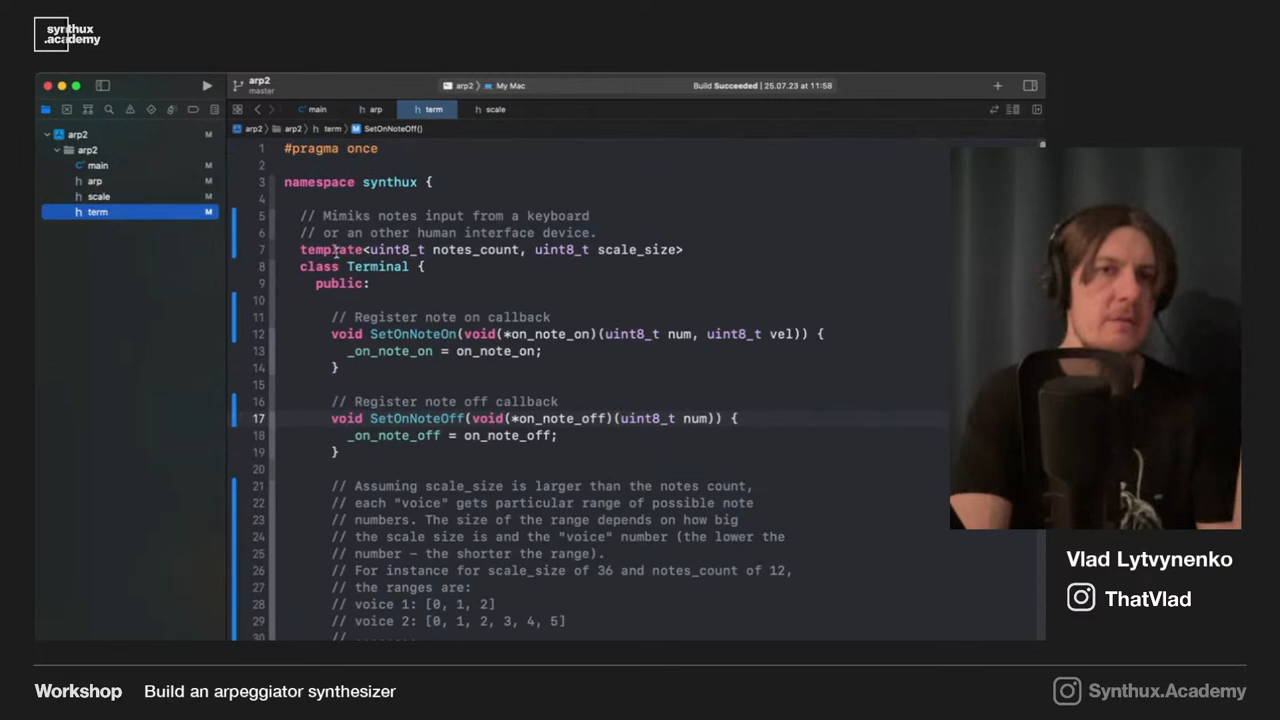 synthux
.academy
arp2
master
arp2 〉 My Mac
Build Succeeded | 25.07.23 at 11:58
main
arp
term
scale
arp2 〉 arp2 〉 h term 〉 M SetOnNoteOff()
arp2 M
arp2
C main M
h arp M
h scale M
h term M
1 #pragma once
2
3 namespace synthux {
4
5 // Mimiks notes input from a keyboard
6 // or an other human interface device.
7 template<uint8_t notes_count, uint8_t scale_size>
8 class Terminal {
9 public:
10
11 // Register note on callback
12 void SetOnNoteOn(void(*on_note_on)(uint8_t num, uint8_t vel)) {
13 _on_note_on = on_note_on;
14 }
15
16 // Register note off callback
17 void SetOnNoteOff(void(*on_note_off)(uint8_t num)) {
18 _on_note_off = on_note_off;
19 }
20
21 // Assuming scale_size is larger than the notes count,
22 // each "voice" gets particular range of possible note
23 // numbers. The size of the range depends on how big
24 // the scale size is and the "voice" number (the lower the
25 // number - the shorter the range).
26 // For instance for scale_size of 36 and notes_count of 12,
27 // the ranges are:
28 // voice 1: [0, 1, 2]
29 // voice 2: [0, 1, 2, 3, 4, 5]
30 //
Vlad Lytvynenko
ThatVlad
Workshop Build an arpeggiator synthesizer
Synthux.Academy